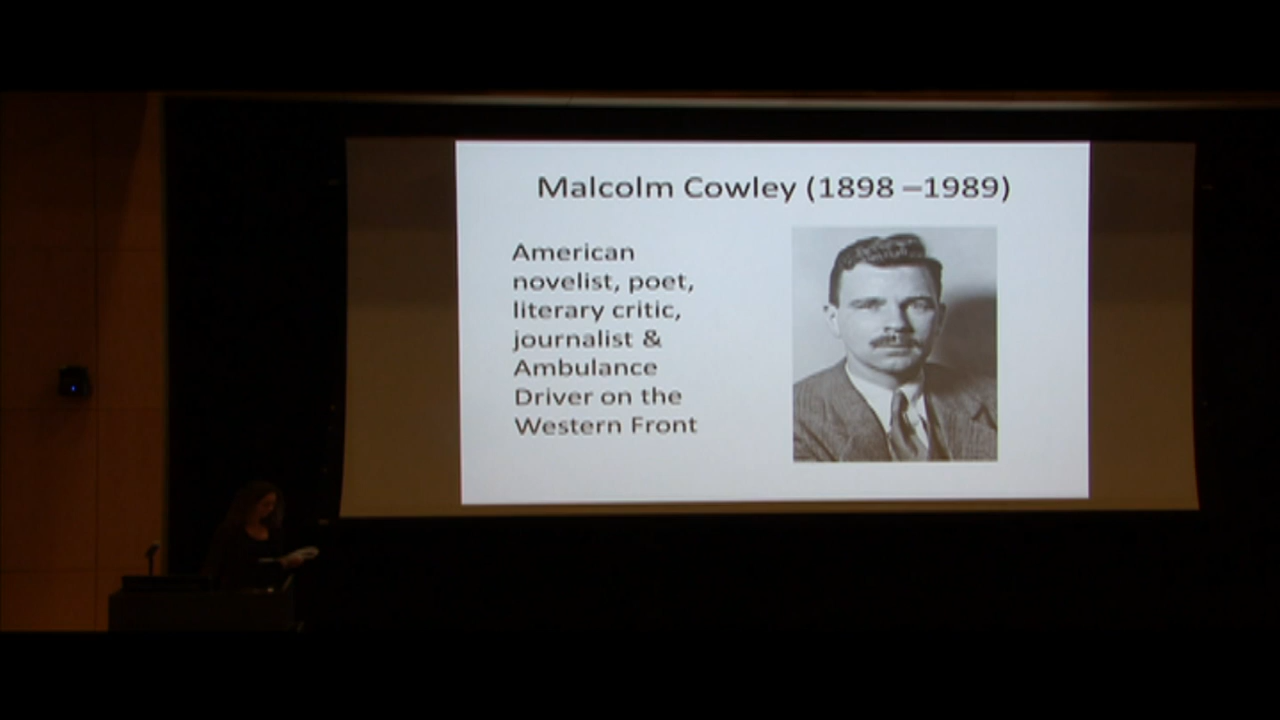 Malcolm Cowley (1898 –1989)
American
novelist, poet,
literary critic,
journalist &
Ambulance
Driver on the
Western Front